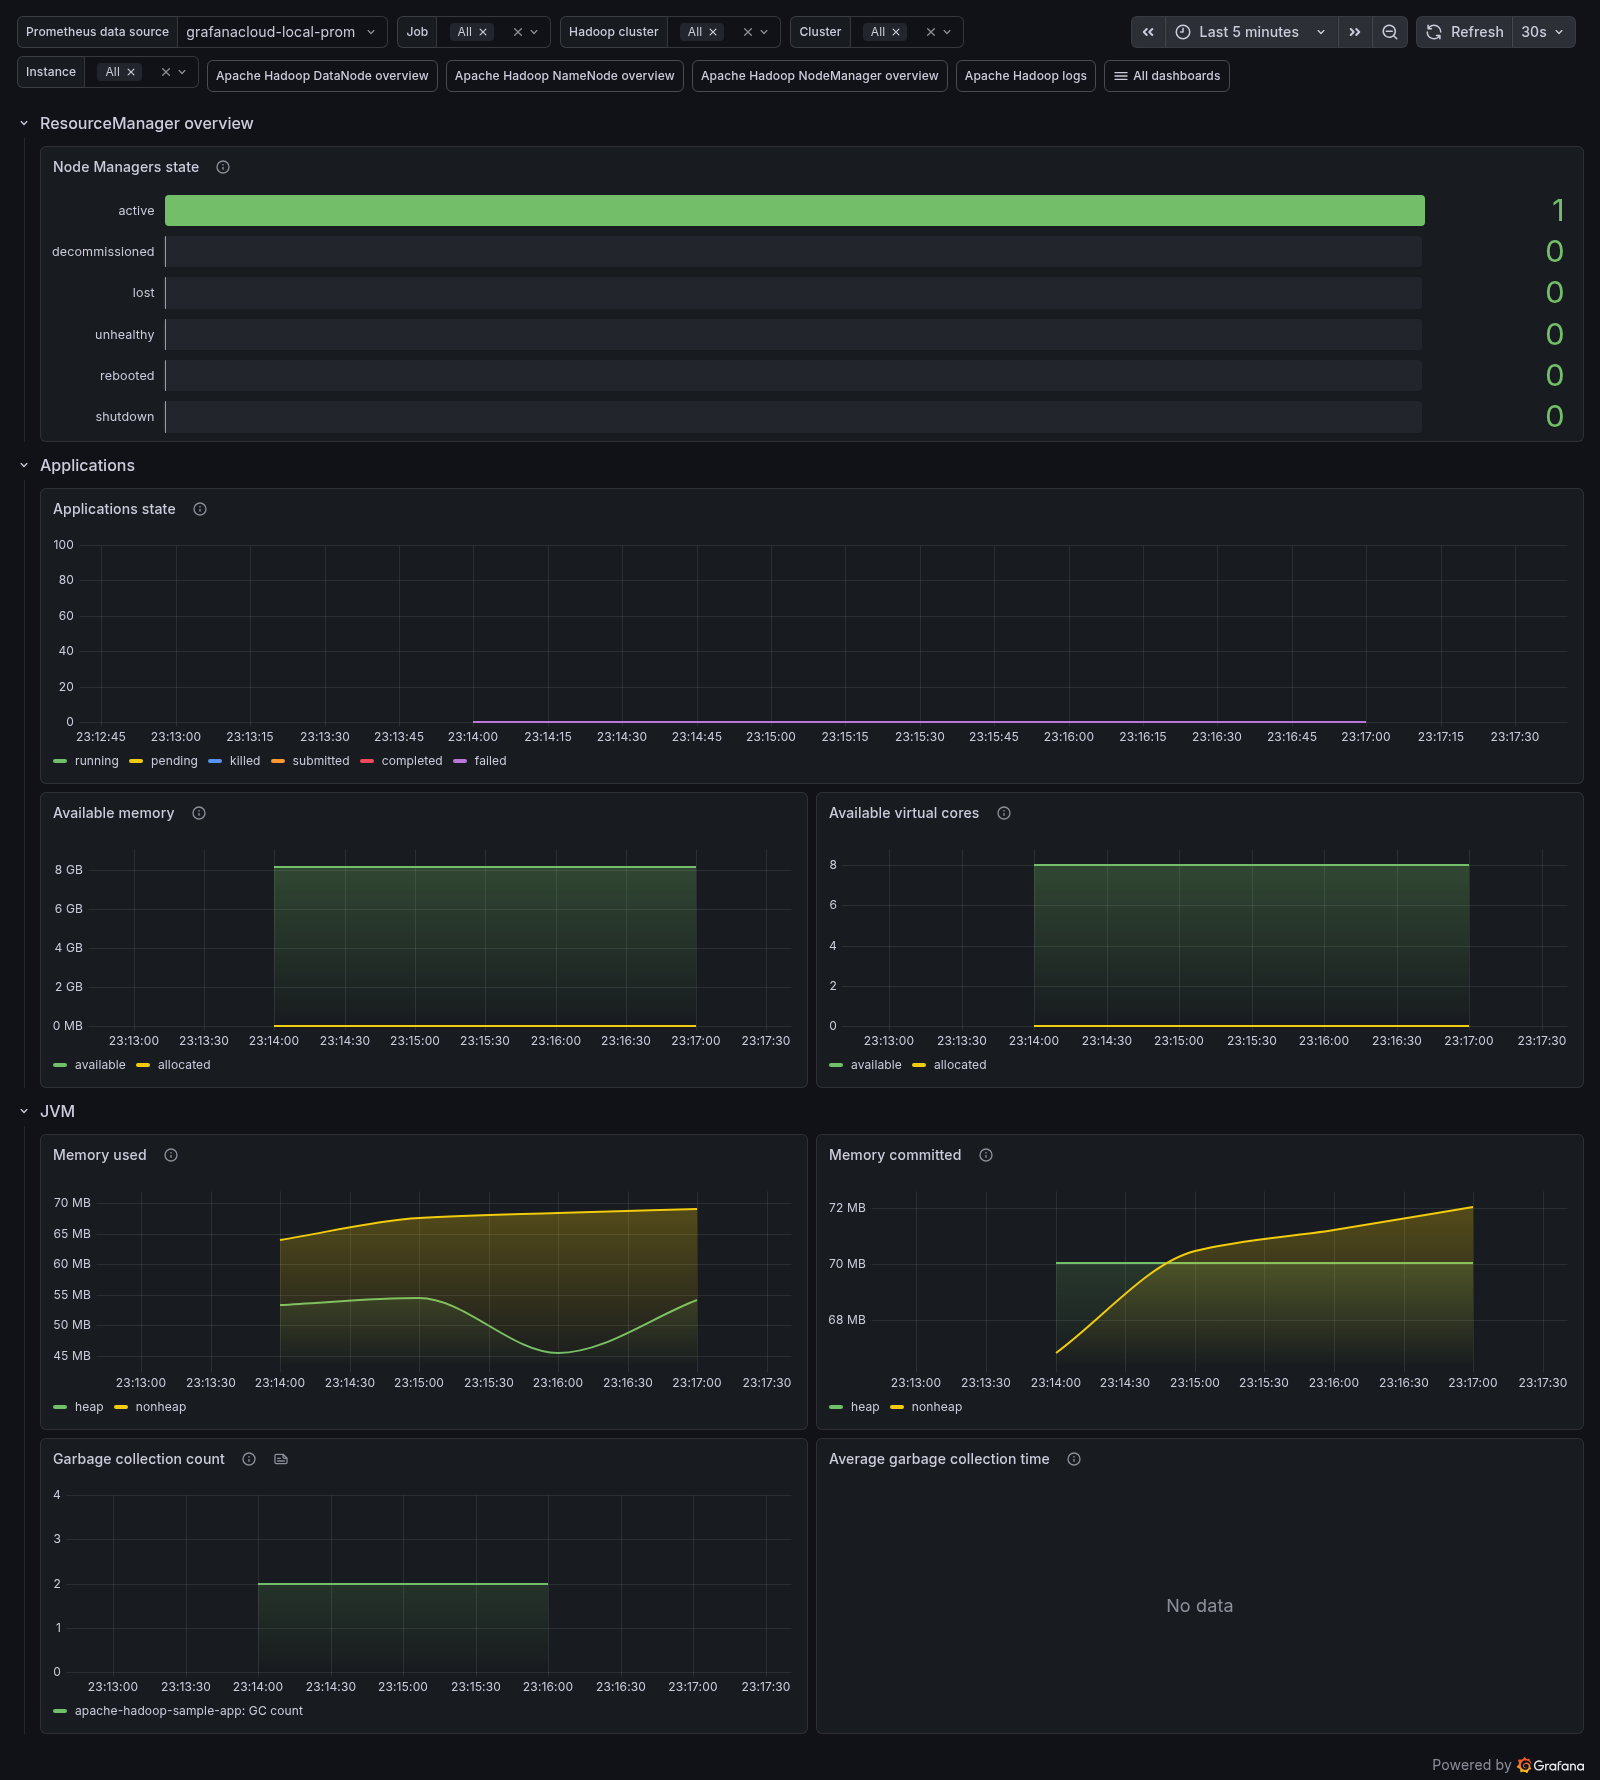 Prometheus data source grafanacloud-local-prom Job All Hadoop cluster All Cluster All Last 5 minutes Refresh 30s
Instance All Apache Hadoop DataNode overview Apache Hadoop NameNode overview Apache Hadoop NodeManager overview Apache Hadoop logs All dashboards
ResourceManager overview
Node Managers state
active 1
decommissioned 0
lost 0
unhealthy 0
rebooted 0
shutdown 0
Applications
Applications state
100
80
60
40
20
0
23:12:45 23:13:00 23:13:15 23:13:30 23:13:45 23:14:00 23:14:15 23:14:30 23:14:45 23:15:00 23:15:15 23:15:30 23:15:45 23:16:00 23:16:15 23:16:30 23:16:45 23:17:00 23:17:15 23:17:30
running pending killed submitted completed failed
Available memory
8 GB
6 GB
4 GB
2 GB
0 MB
23:13:00 23:13:30 23:14:00 23:14:30 23:15:00 23:15:30 23:16:00 23:16:30 23:17:00 23:17:30
available allocated
Available virtual cores
8
6
4
2
0
23:13:00 23:13:30 23:14:00 23:14:30 23:15:00 23:15:30 23:16:00 23:16:30 23:17:00 23:17:30
available allocated
JVM
Memory used
70 MB
65 MB
60 MB
55 MB
50 MB
45 MB
23:13:00 23:13:30 23:14:00 23:14:30 23:15:00 23:15:30 23:16:00 23:16:30 23:17:00 23:17:30
heap nonheap
Memory committed
72 MB
70 MB
68 MB
23:13:00 23:13:30 23:14:00 23:14:30 23:15:00 23:15:30 23:16:00 23:16:30 23:17:00 23:17:30
heap nonheap
Garbage collection count
4
3
2
1
0
23:13:00 23:13:30 23:14:00 23:14:30 23:15:00 23:15:30 23:16:00 23:16:30 23:17:00 23:17:30
apache-hadoop-sample-app: GC count
Average garbage collection time
No data
Powered by Grafana